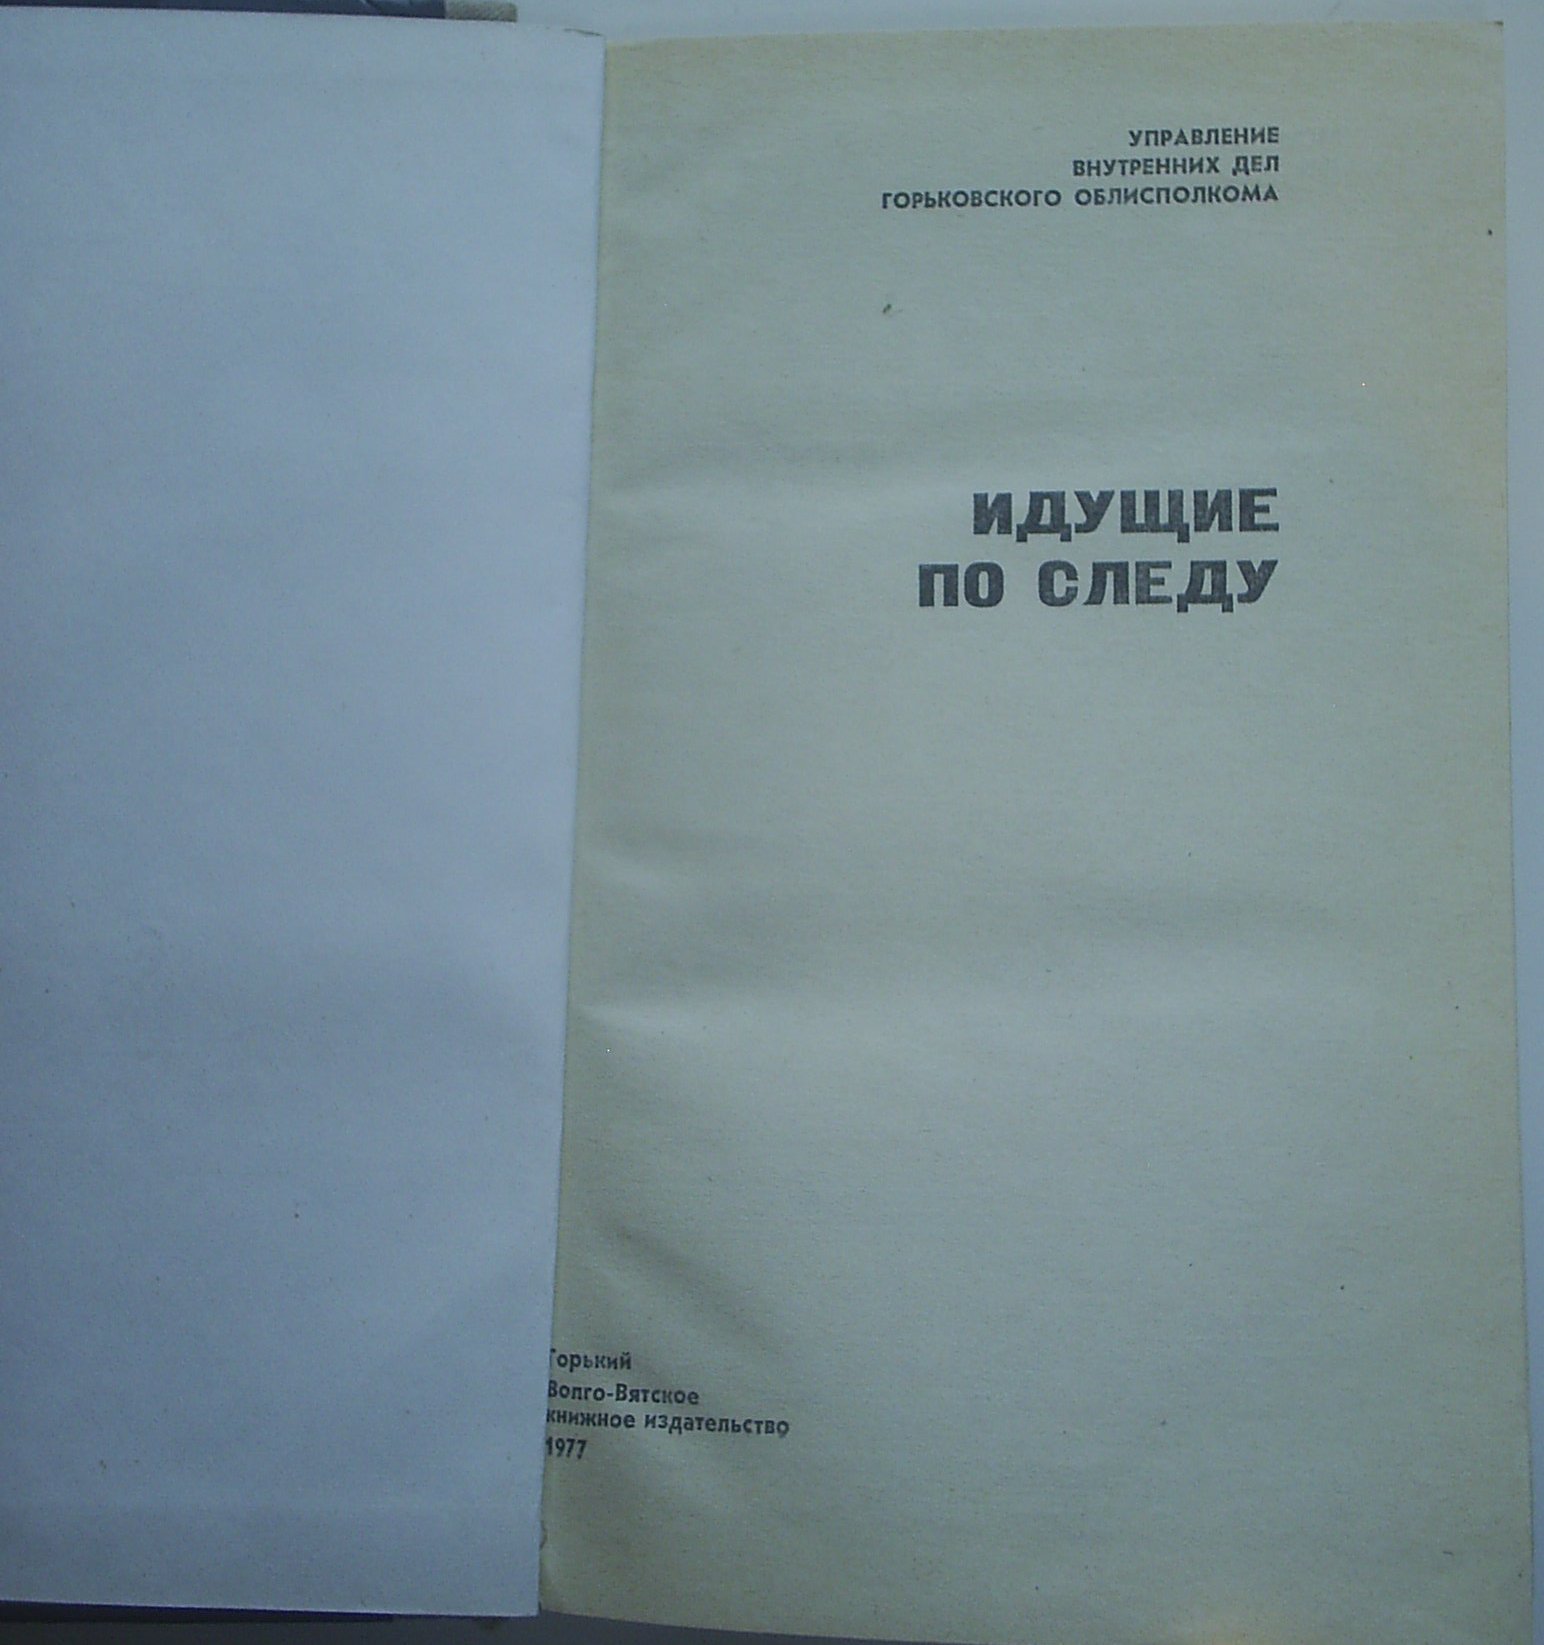 УПРАВЛЕНИЕ
ВНУТРЕННИХ ДЕЛ
ГОРЬКОВСКОГО ОБЛИСПОЛКОМА
ИДУЩИЕ
ПО СЛЕДУ
Горький
Волго-Вятское
книжное издательство
1977